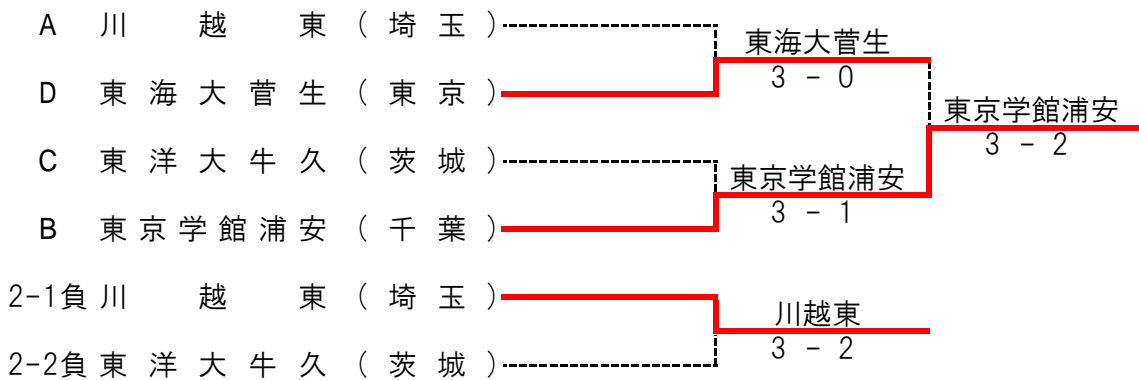 A 川越東(埼玉)
東海大菅生
3 - 0
D 東海大菅生(東京)
東京学館浦安
3 - 2
C 東洋大牛久(茨城)
東京学館浦安
3 - 1
B 東京学館浦安(千葉)
2-1負 川越東(埼玉)
川越東
3 - 2
2-2負 東洋大牛久(茨城)